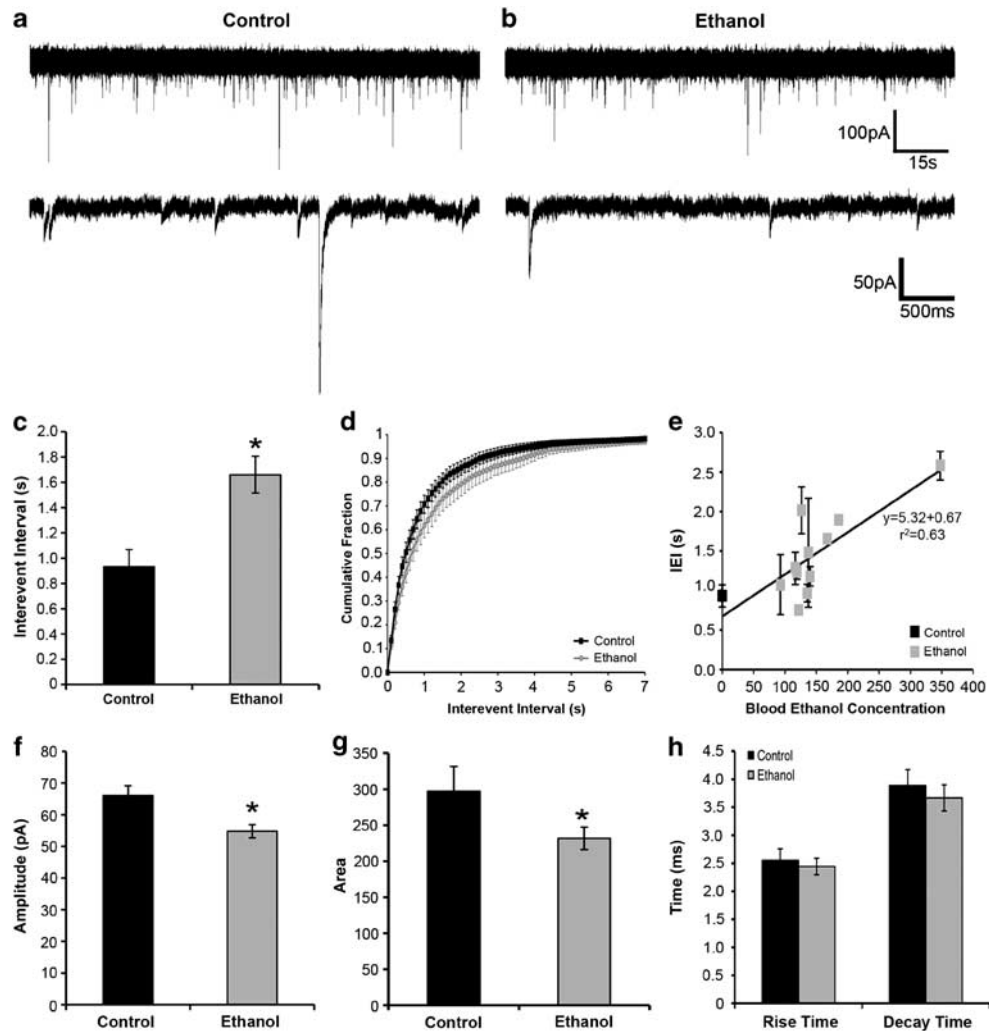 a
Control
b
Ethanol
100pA
15s
50pA
500ms
c
Interevent Interval (s)
2.0
1.8
1.6
1.4
1.2
1.0
0.8
0.6
0.4
0.2
0
*
Control
Ethanol
d
Cumulative Fraction
1
0.9
0.8
0.7
0.6
0.5
0.4
0.3
0.2
0.1
0.0
Control
Ethanol
0 1 2 3 4 5 6 7
Interevent Interval (s)
e
IEI (s)
3.0
2.5
2.0
1.5
1.0
0.5
0.0
y=5.32+0.67
r²=0.63
Control
Ethanol
0 50 100 150 200 250 300 350 400
Blood Ethanol Concentration
f
Amplitude (pA)
80
70
60
50
40
30
20
10
0
*
Control
Ethanol
g
Area
350
300
250
200
150
100
50
0
*
Control
Ethanol
h
Time (ms)
4.5
4.0
3.5
3.0
2.5
2.0
1.5
1.0
0.5
0
Control
Ethanol
Rise Time
Decay Time